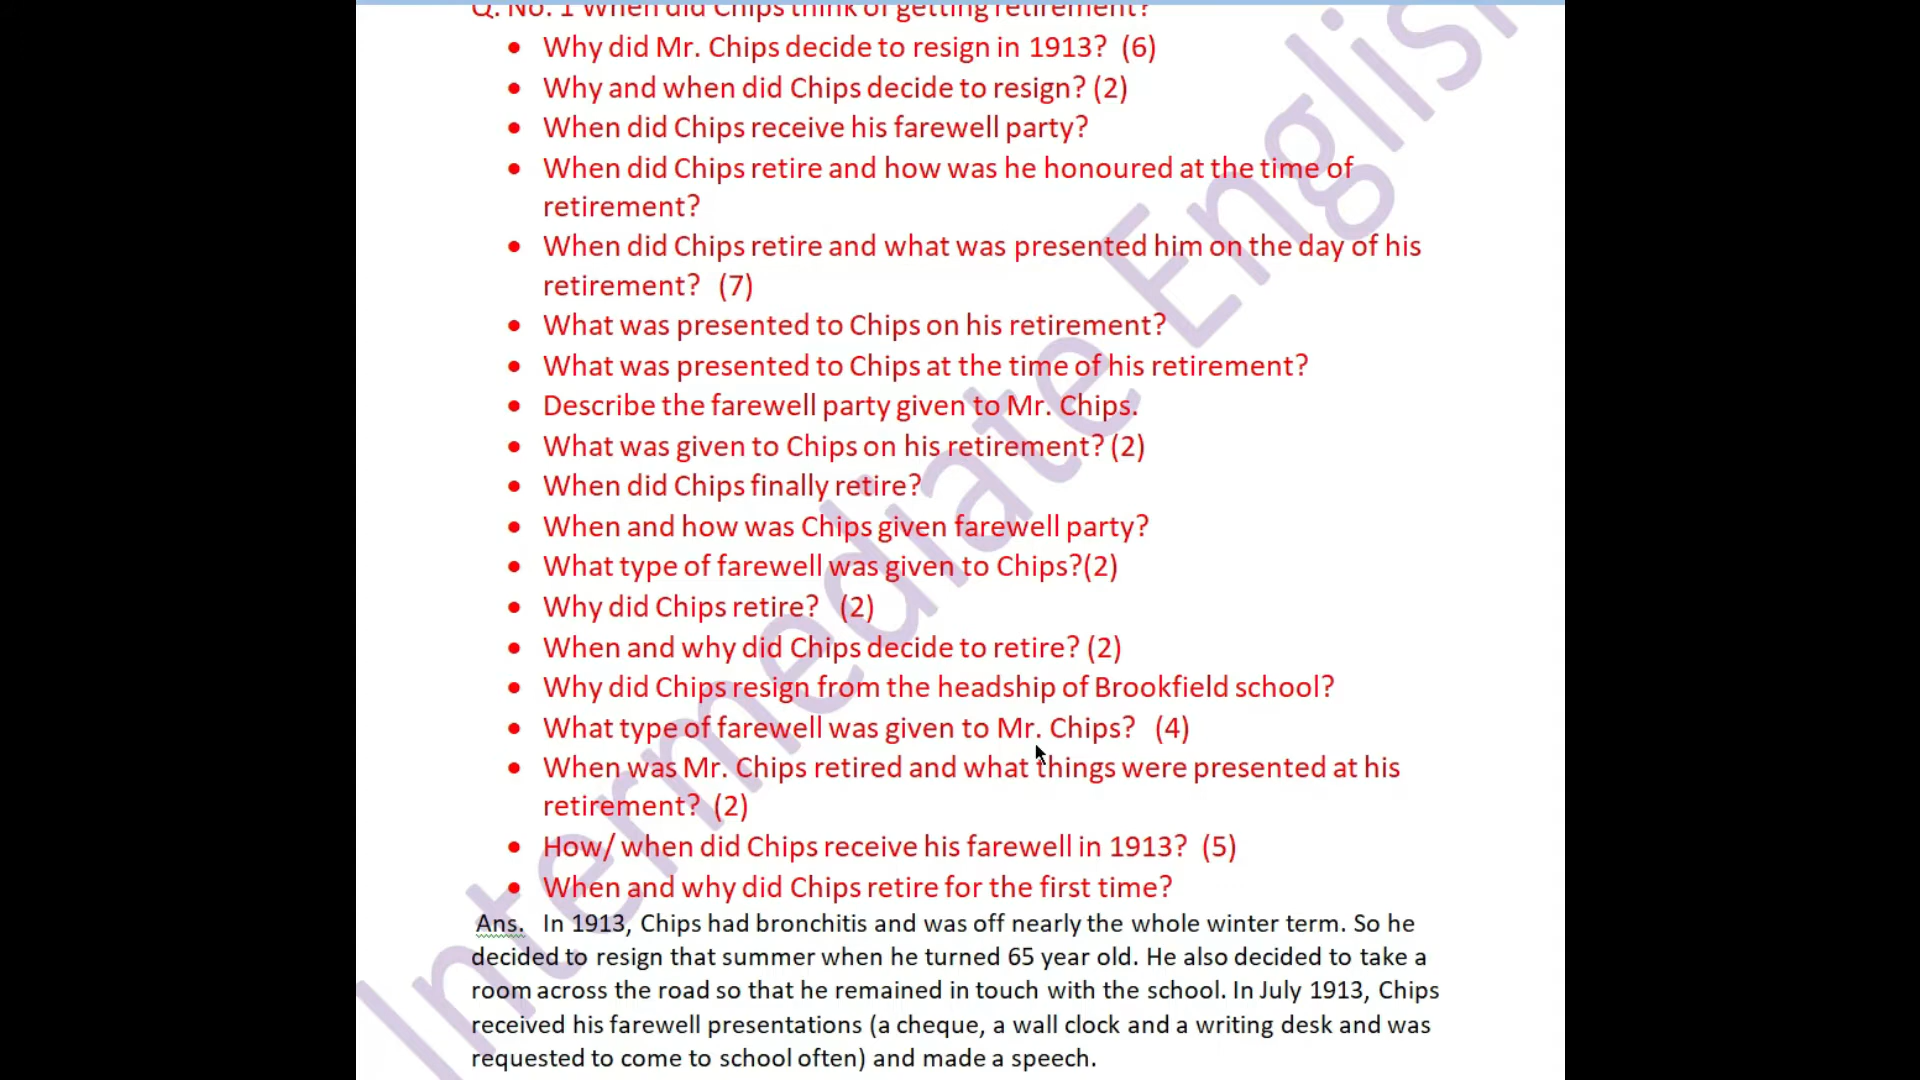 Q. No. 1 When did Chips think of getting retirement?
• Why did Mr. Chips decide to resign in 1913? (6)
• Why and when did Chips decide to resign? (2)
• When did Chips receive his farewell party?
• When did Chips retire and how was he honoured at the time of
retirement?
• When did Chips retire and what was presented him on the day of his
retirement? (7)
• What was presented to Chips on his retirement?
• What was presented to Chips at the time of his retirement?
• Describe the farewell party given to Mr. Chips.
• What was given to Chips on his retirement? (2)
• When did Chips finally retire?
• When and how was Chips given farewell party?
• What type of farewell was given to Chips?(2)
• Why did Chips retire? (2)
• When and why did Chips decide to retire? (2)
• Why did Chips resign from the headship of Brookfield school?
• What type of farewell was given to Mr. Chips? (4)
• When was Mr. Chips retired and what things were presented at his
retirement? (2)
• How/ when did Chips receive his farewell in 1913? (5)
• When and why did Chips retire for the first time?
Ans. In 1913, Chips had bronchitis and was off nearly the whole winter term. So he
decided to resign that summer when he turned 65 year old. He also decided to take a
room across the road so that he remained in touch with the school. In July 1913, Chips
received his farewell presentations (a cheque, a wall clock and a writing desk and was
requested to come to school often) and made a speech.
Intermediate English